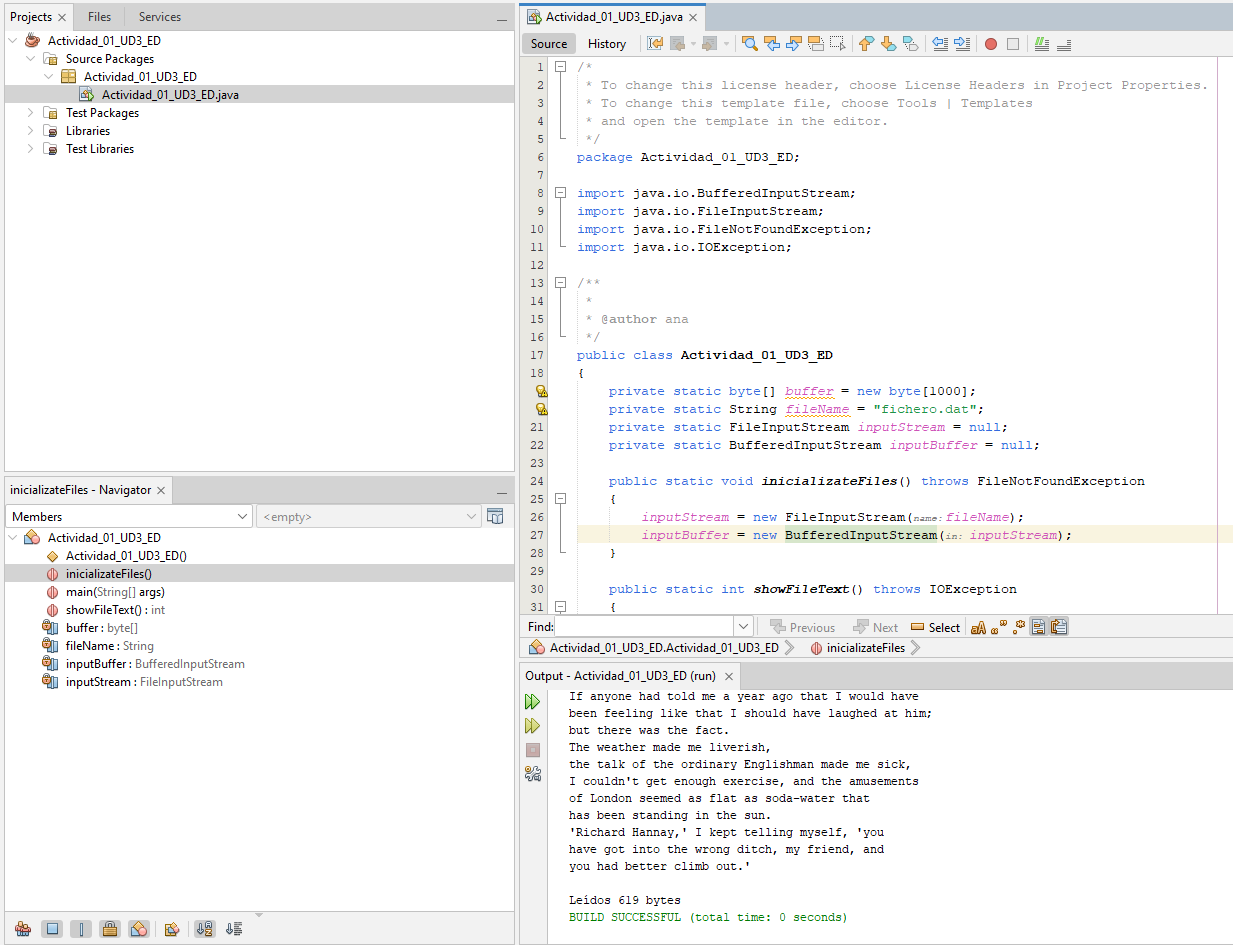 Projects
Files
Services
Actividad_01_UD3_ED
Source Packages
Actividad_01_UD3_ED
Actividad_01_UD3_ED.java
Test Packages
Libraries
Test Libraries
inicializateFiles - Navigator
Members
<empty>
Actividad_01_UD3_ED
Actividad_01_UD3_ED()
inicializateFiles()
main(String[] args)
showFileText() : int
buffer : byte[]
fileName : String
inputBuffer : BufferedInputStream
inputStream : FileInputStream
Actividad_01_UD3_ED.java
Source
History
1 /*
2 * To change this license header, choose License Headers in Project Properties.
3 * To change this template file, choose Tools | Templates
4 * and open the template in the editor.
5 */
6 package Actividad_01_UD3_ED;
7
8 import java.io.BufferedInputStream;
9 import java.io.FileInputStream;
10 import java.io.FileNotFoundException;
11 import java.io.IOException;
12
13 /**
14 *
15 * @author ana
16 */
17 public class Actividad_01_UD3_ED
18 {
private static byte[] buffer = new byte[1000];
private static String fileName = "fichero.dat";
21 private static FileInputStream inputStream = null;
22 private static BufferedInputStream inputBuffer = null;
23
24 public static void inicializateFiles() throws FileNotFoundException
25 {
26 inputStream = new FileInputStream(name: fileName);
27 inputBuffer = new BufferedInputStream(in: inputStream);
28 }
29
30 public static int showFileText() throws IOException
31 {
Find:
Previous
Next
Select
Actividad_01_UD3_ED.Actividad_01_UD3_ED
inicializateFiles
Output - Actividad_01_UD3_ED (run)
If anyone had told me a year ago that I would have
been feeling like that I should have laughed at him;
but there was the fact.
The weather made me liverish,
the talk of the ordinary Englishman made me sick,
I couldn't get enough exercise, and the amusements
of London seemed as flat as soda-water that
has been standing in the sun.
'Richard Hannay,' I kept telling myself, 'you
have got into the wrong ditch, my friend, and
you had better climb out.'
Leídos 619 bytes
BUILD SUCCESSFUL (total time: 0 seconds)